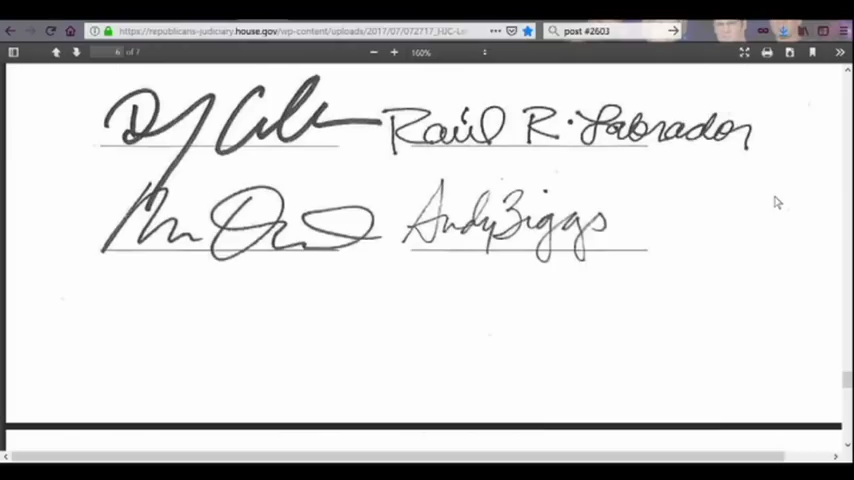 https://republicans-judiciary.house.gov/wp-content/uploads/2017/07/072717_HJC-Le
post #2603
6 of 7
160%
Raúl R. Labrador
Andy Biggs